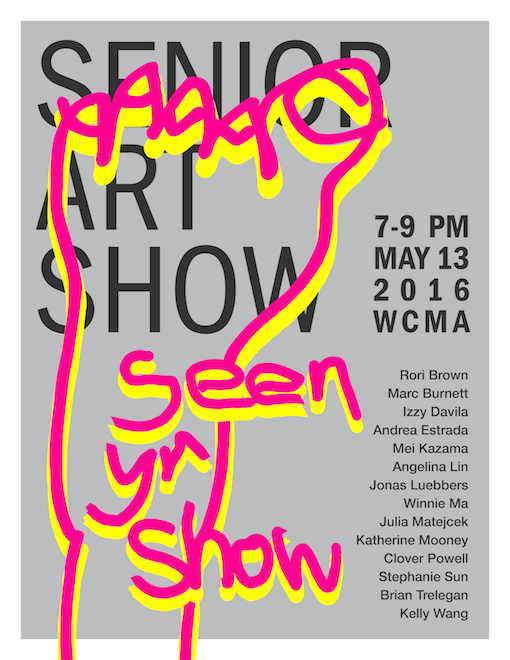 SENIOR
ART
SHOW
7-9 PM
MAY 13
2016
WCMA
seen
yr
show
Rori Brown
Marc Burnett
Izzy Davila
Andrea Estrada
Mei Kazama
Angelina Lin
Jonas Luebbers
Winnie Ma
Julia Matejcek
Katherine Mooney
Clover Powell
Stephanie Sun
Brian Trelegan
Kelly Wang